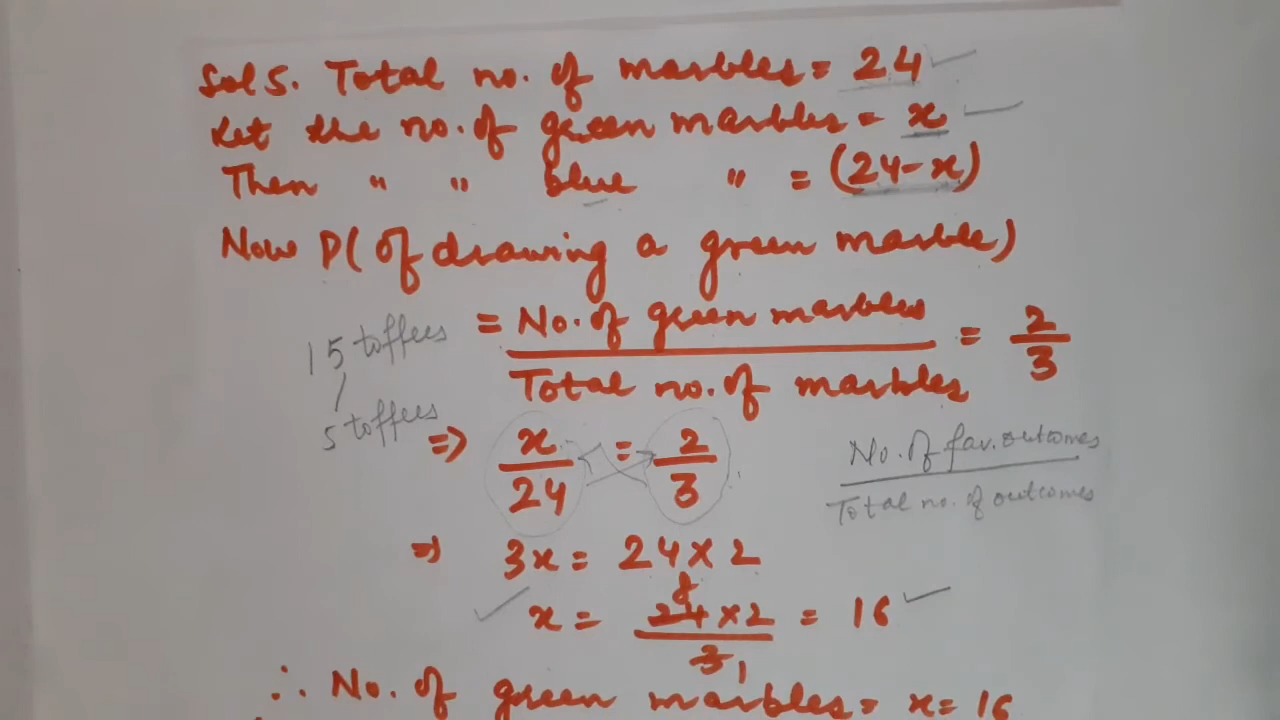 Sol 5. Total no. of marbles = 24
Let the no. of green marbles = x
Then " " blue " = (24-x)
Now P( of drawing a green marble)
= No. of green marbles / Total no. of marbles = 2/3
15 toffees
5 toffees
=> x/24 = 2/3
No. of fav. outcomes
Total no. of outcomes
=> 3x = 24 X 2
x = 24 X 2 / 3 = 16
8
1
∴ No. of green marbles = x = 16